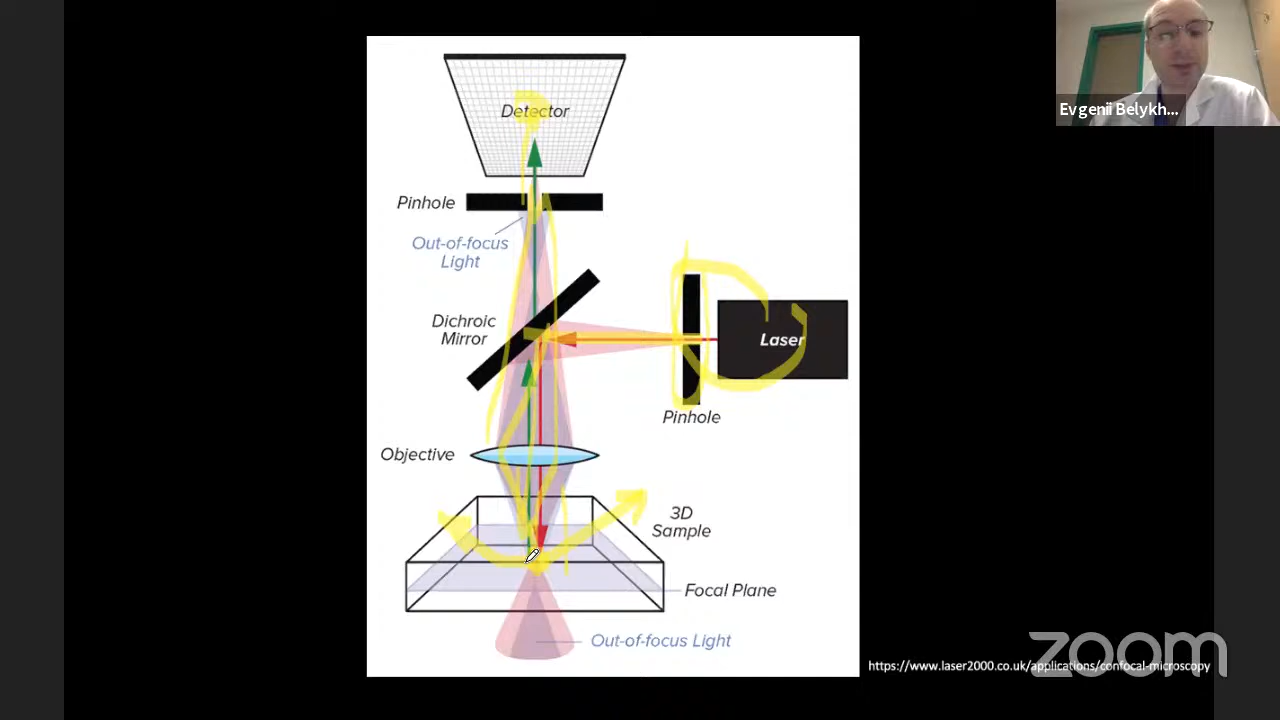 Evgenii Belykh...
Detector
Pinhole
Out-of-focus
Light
Dichroic
Mirror
Laser
Pinhole
Objective
3D
Sample
Focal Plane
Out-of-focus Light
https://www.laser2000.co.uk/applications/confocal-microscopy
zoom